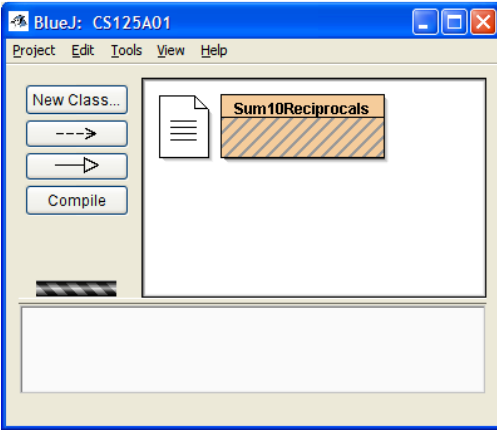 BlueJ: CS125A01
Project Edit Tools View Help
New Class...
Sum10Reciprocals
Compile